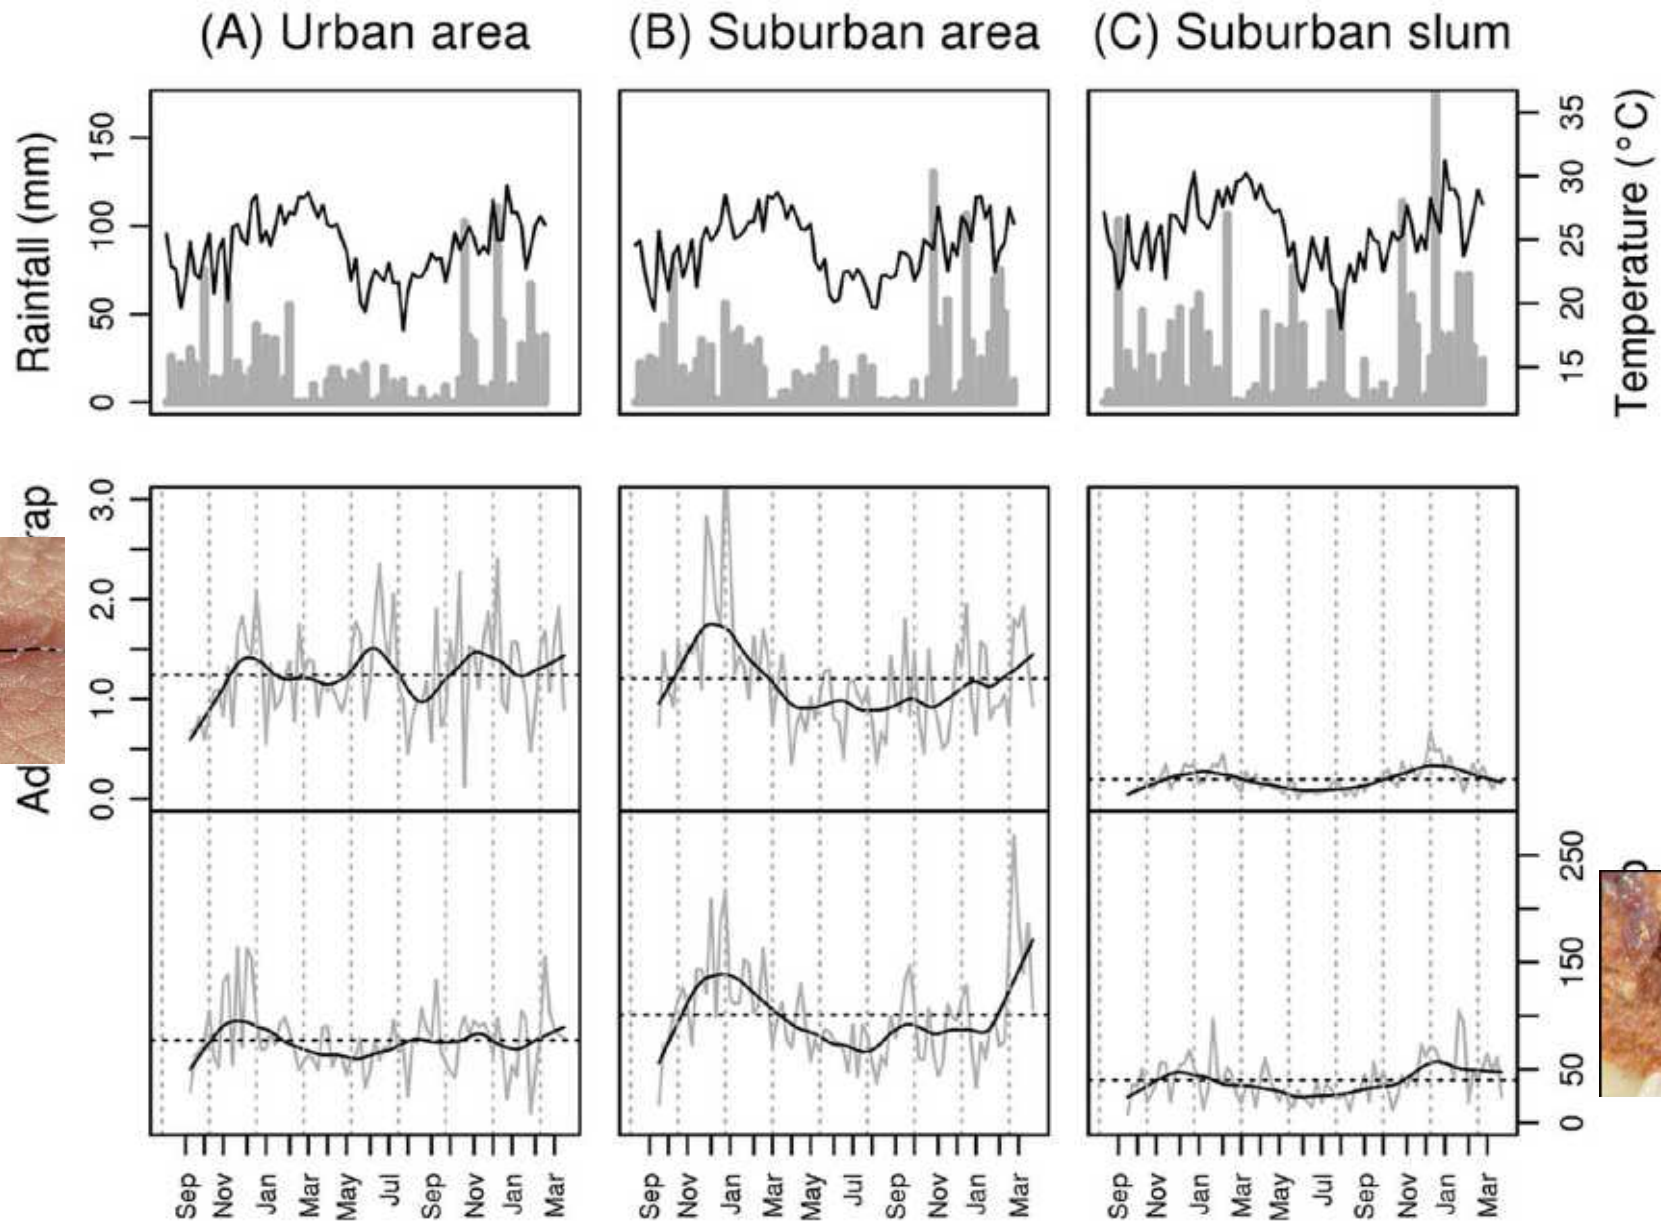 (A) Urban area (B) Suburban area (C) Suburban slum
Rainfall (mm)
0 50 100 150
Temperature (°C)
15 20 25 30 35
0.0 1.0 2.0 3.0
0 50 150 250
Sep Nov Jan Mar May Jul Sep Nov Jan Mar
Sep Nov Jan Mar May Jul Sep Nov Jan Mar
Sep Nov Jan Mar May Jul Sep Nov Jan Mar